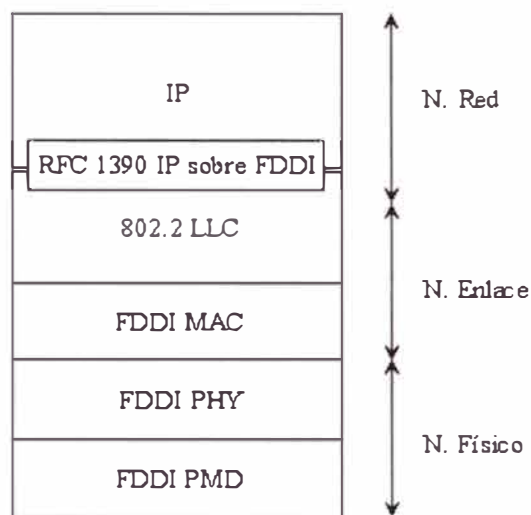 IP
N. Red
RFC 1390 IP sobre FDDI
802.2 LLC
N. Enlace
FDDI MAC
FDDI PHY
N. Físico
FDDI PMD